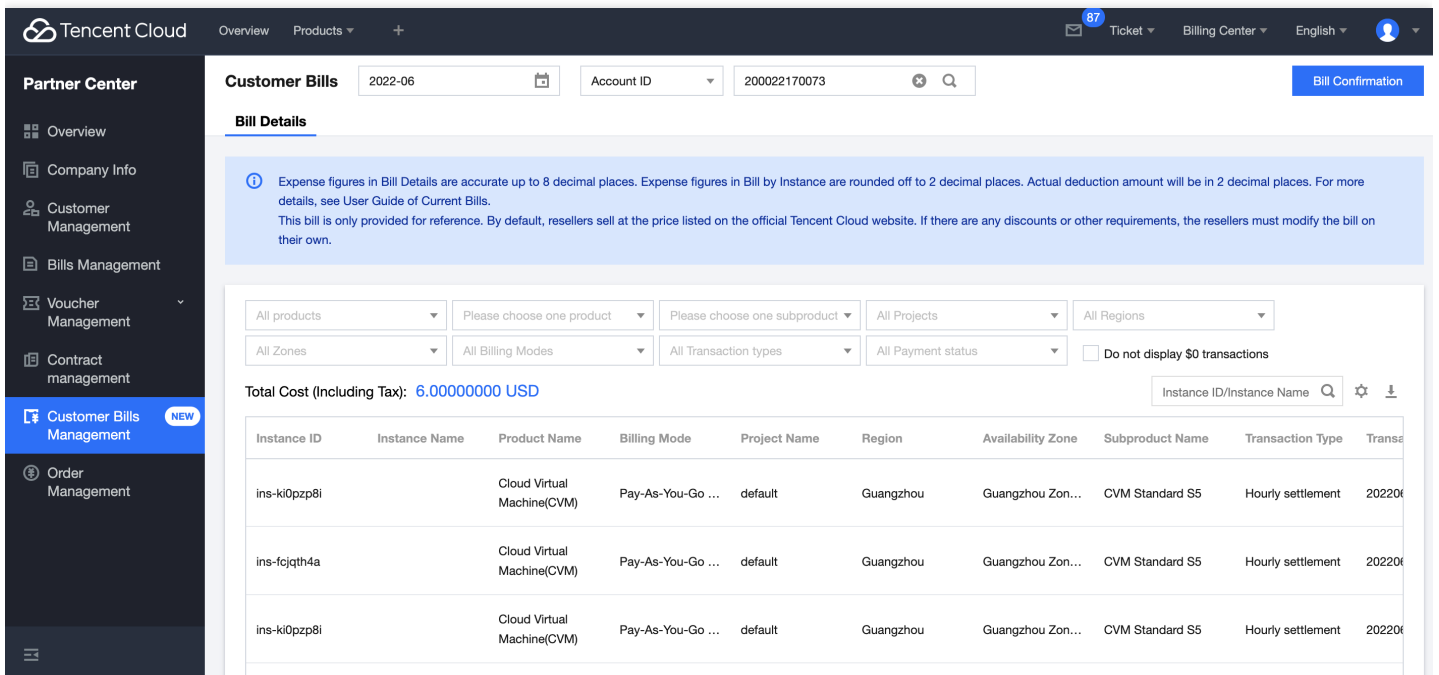 Tencent Cloud
Overview
Products
+
87
Ticket
Billing Center
English
Partner Center
Overview
Company Info
Customer
Management
Bills Management
Voucher
Management
Contract
management
Customer Bills
Management
NEW
Order
Management
Customer Bills
2022-06
Account ID
200022170073
Bill Confirmation
Bill Details
Expense figures in Bill Details are accurate up to 8 decimal places. Expense figures in Bill by Instance are rounded off to 2 decimal places. Actual deduction amount will be in 2 decimal places. For more
details, see User Guide of Current Bills.
This bill is only provided for reference. By default, resellers sell at the price listed on the official Tencent Cloud website. If there are any discounts or other requirements, the resellers must modify the bill on
their own.
All products
Please choose one product
Please choose one subproduct
All Projects
All Regions
All Zones
All Billing Modes
All Transaction types
All Payment status
Do not display $0 transactions
Total Cost (Including Tax): 6.00000000 USD
Instance ID/Instance Name
Instance ID Instance Name Product Name Billing Mode Project Name Region Availability Zone Subproduct Name Transaction Type Transa
ins-ki0pzp8i Cloud Virtual Machine(CVM) Pay-As-You-Go ... default Guangzhou Guangzhou Zon... CVM Standard S5 Hourly settlement 202206
ins-fcjqth4a Cloud Virtual Machine(CVM) Pay-As-You-Go ... default Guangzhou Guangzhou Zon... CVM Standard S5 Hourly settlement 202206
ins-ki0pzp8i Cloud Virtual Machine(CVM) Pay-As-You-Go ... default Guangzhou Guangzhou Zon... CVM Standard S5 Hourly settlement 202206